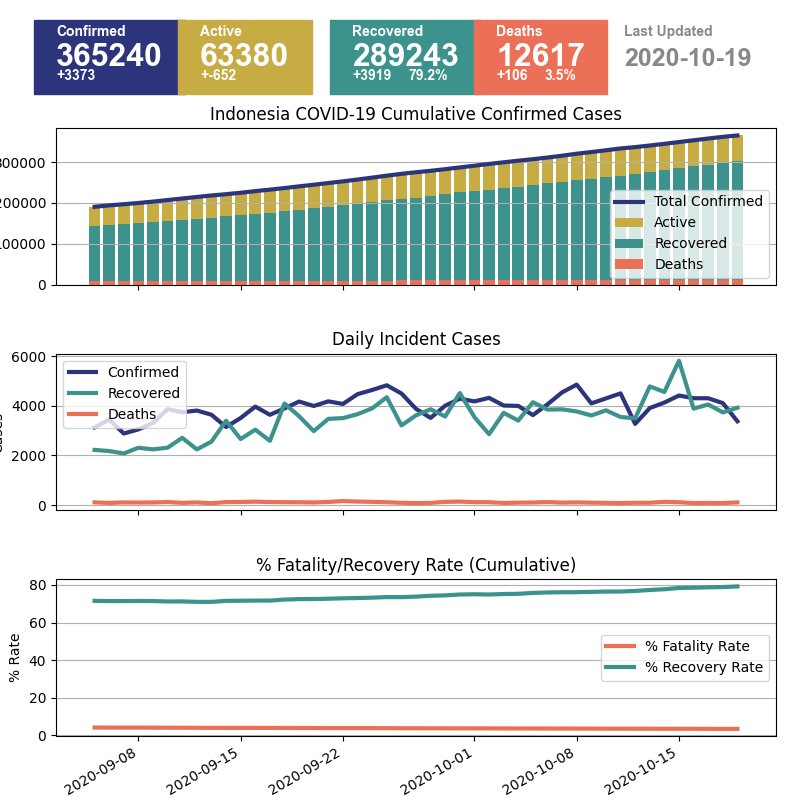 Confirmed
365240
+3373
Active
63380
+-652
Recovered
289243
+3919 79.2%
Deaths
12617
+106 3.5%
Last Updated
2020-10-19
Indonesia COVID-19 Cumulative Confirmed Cases
300000
200000
100000
0
Total Confirmed
Active
Recovered
Deaths
Daily Incident Cases
6000
4000
2000
0
Cases
Confirmed
Recovered
Deaths
% Fatality/Recovery Rate (Cumulative)
80
60
40
20
0
% Rate
% Fatality Rate
% Recovery Rate
2020-09-08
2020-09-15
2020-09-22
2020-10-01
2020-10-08
2020-10-15